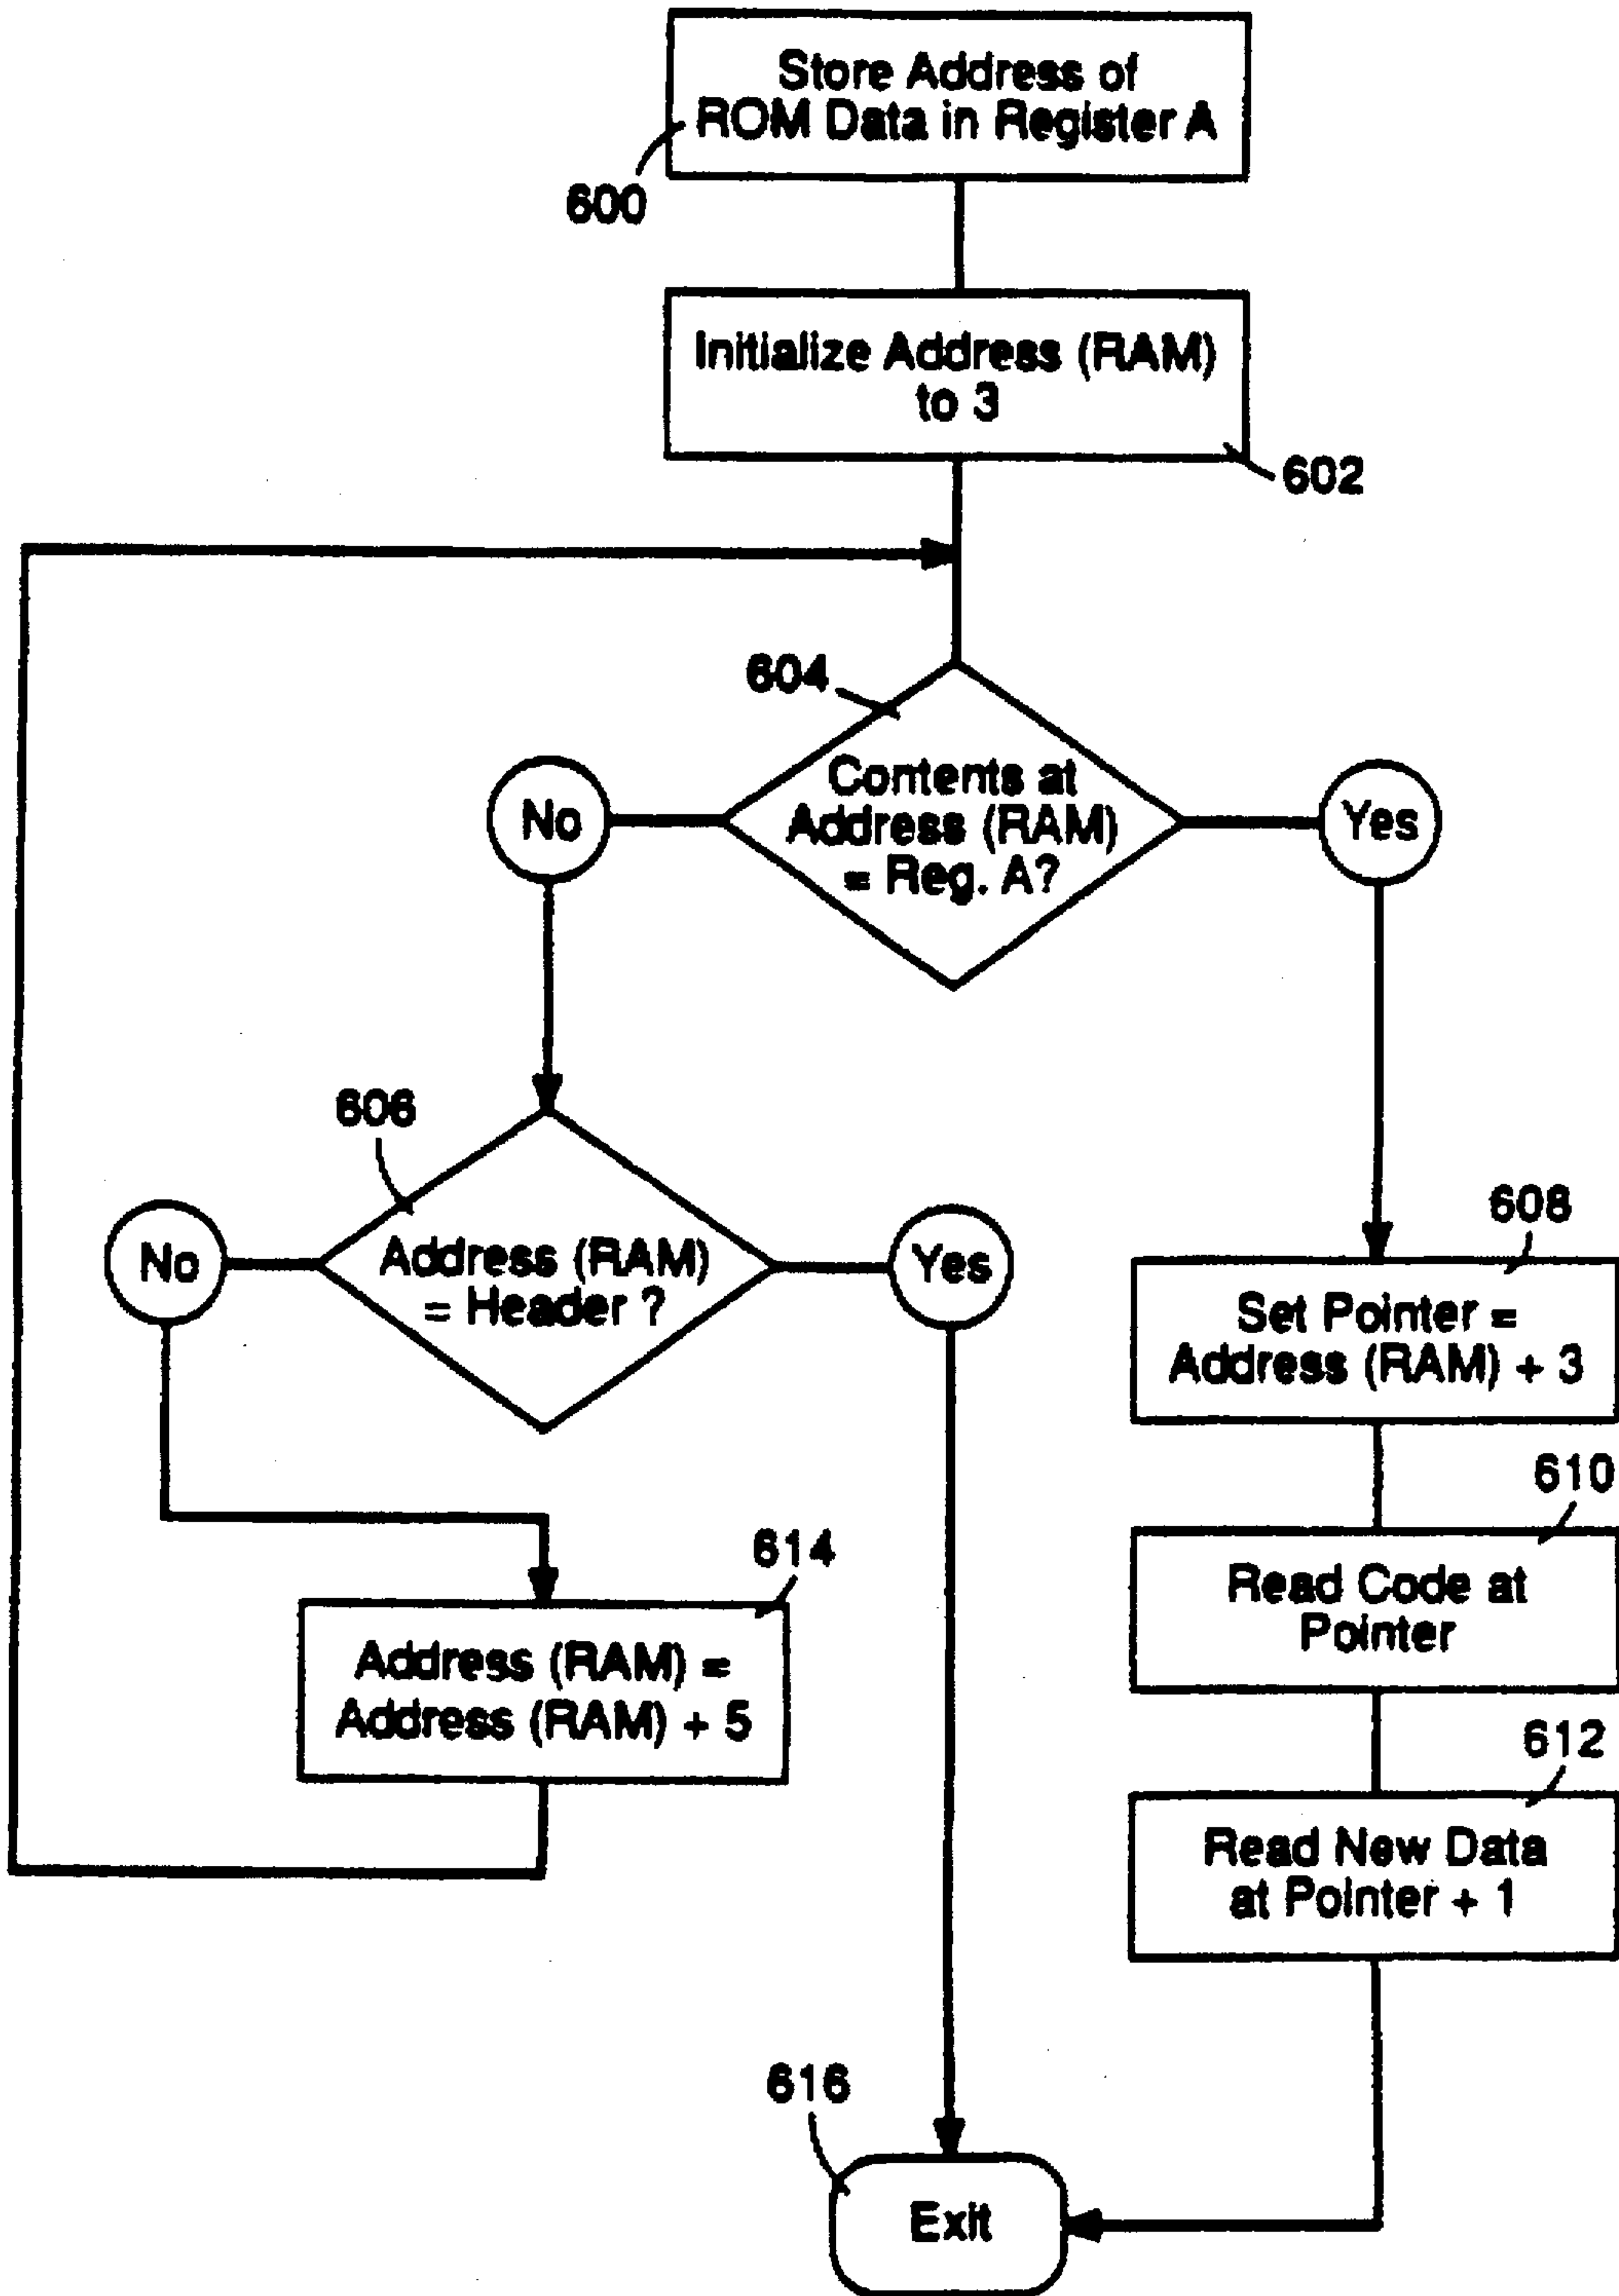 Store Address of
ROM Data in Register A
600
Initialize Address (RAM)
to 3
602
604
Contents at
Address (RAM)
= Reg. A?
No
Yes
606
Address (RAM)
= Header ?
No
Yes
608
Set Pointer =
Address (RAM) + 3
610
Read Code at
Pointer
614
Address (RAM) =
Address (RAM) + 5
612
Read New Data
at Pointer + 1
616
Exit